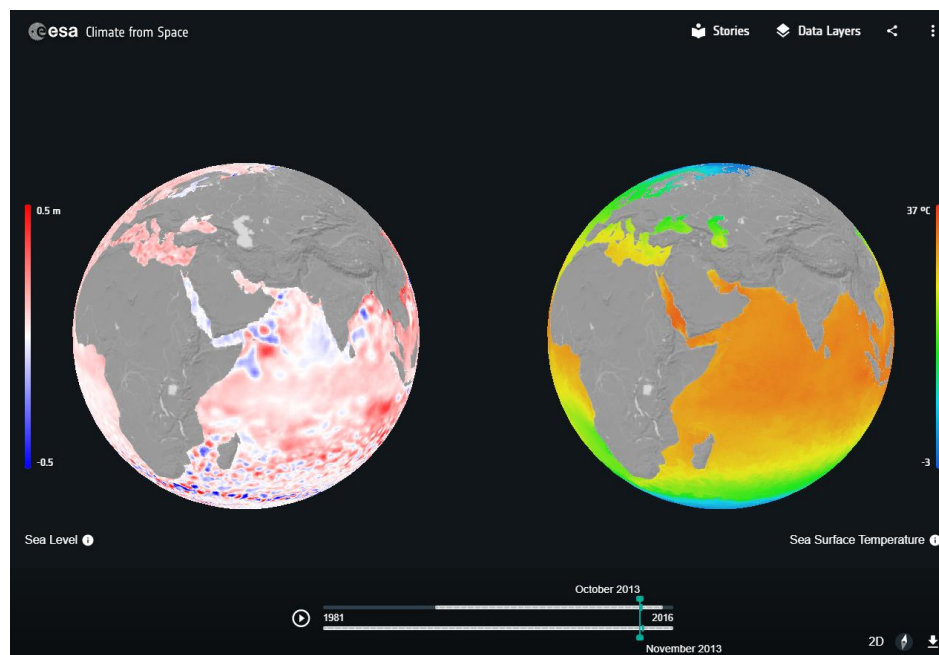 esa Climate from Space
Stories
Data Layers
0.5 m
-0.5
37 ºC
-3
Sea Level
Sea Surface Temperature
October 2013
1981
2016
November 2013
2D